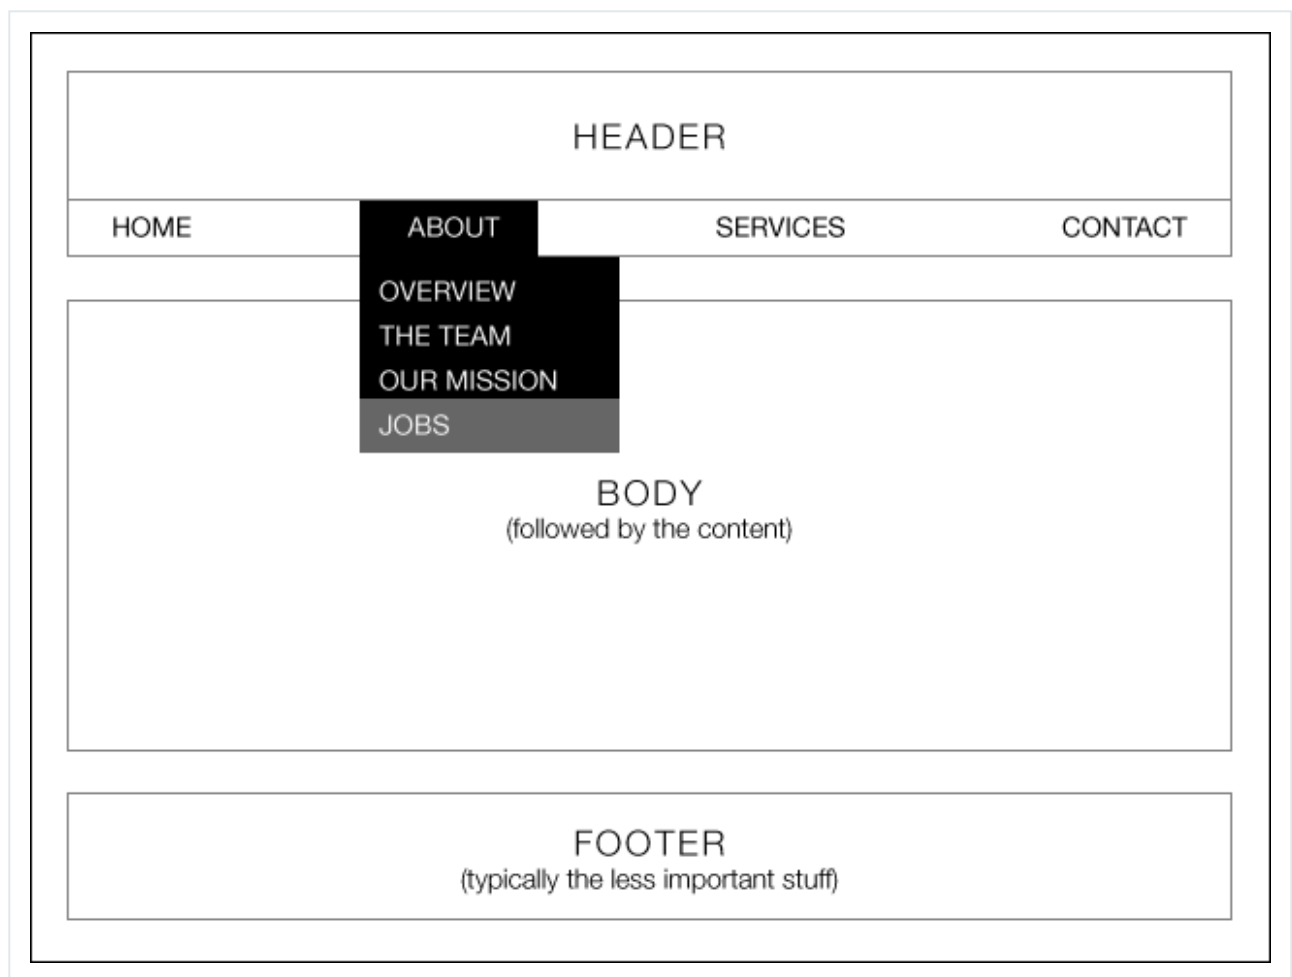 HEADER
HOME ABOUT SERVICES CONTACT
OVERVIEW
THE TEAM
OUR MISSION
JOBS
BODY
(followed by the content)
FOOTER
(typically the less important stuff)